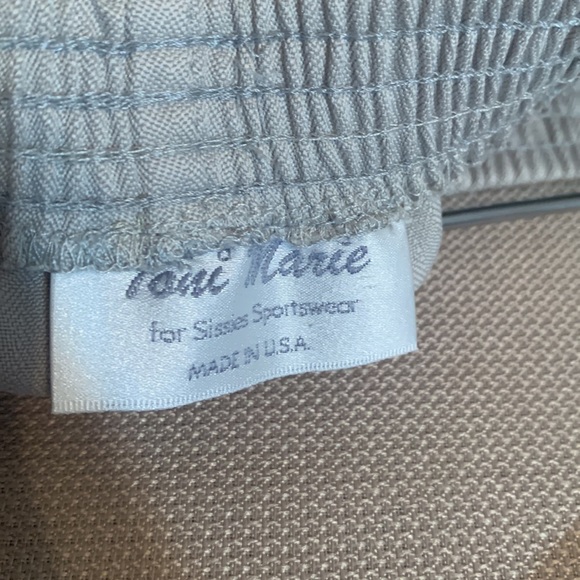 Toni Marie
for Sissies Sportswear
MADE IN U.S.A.